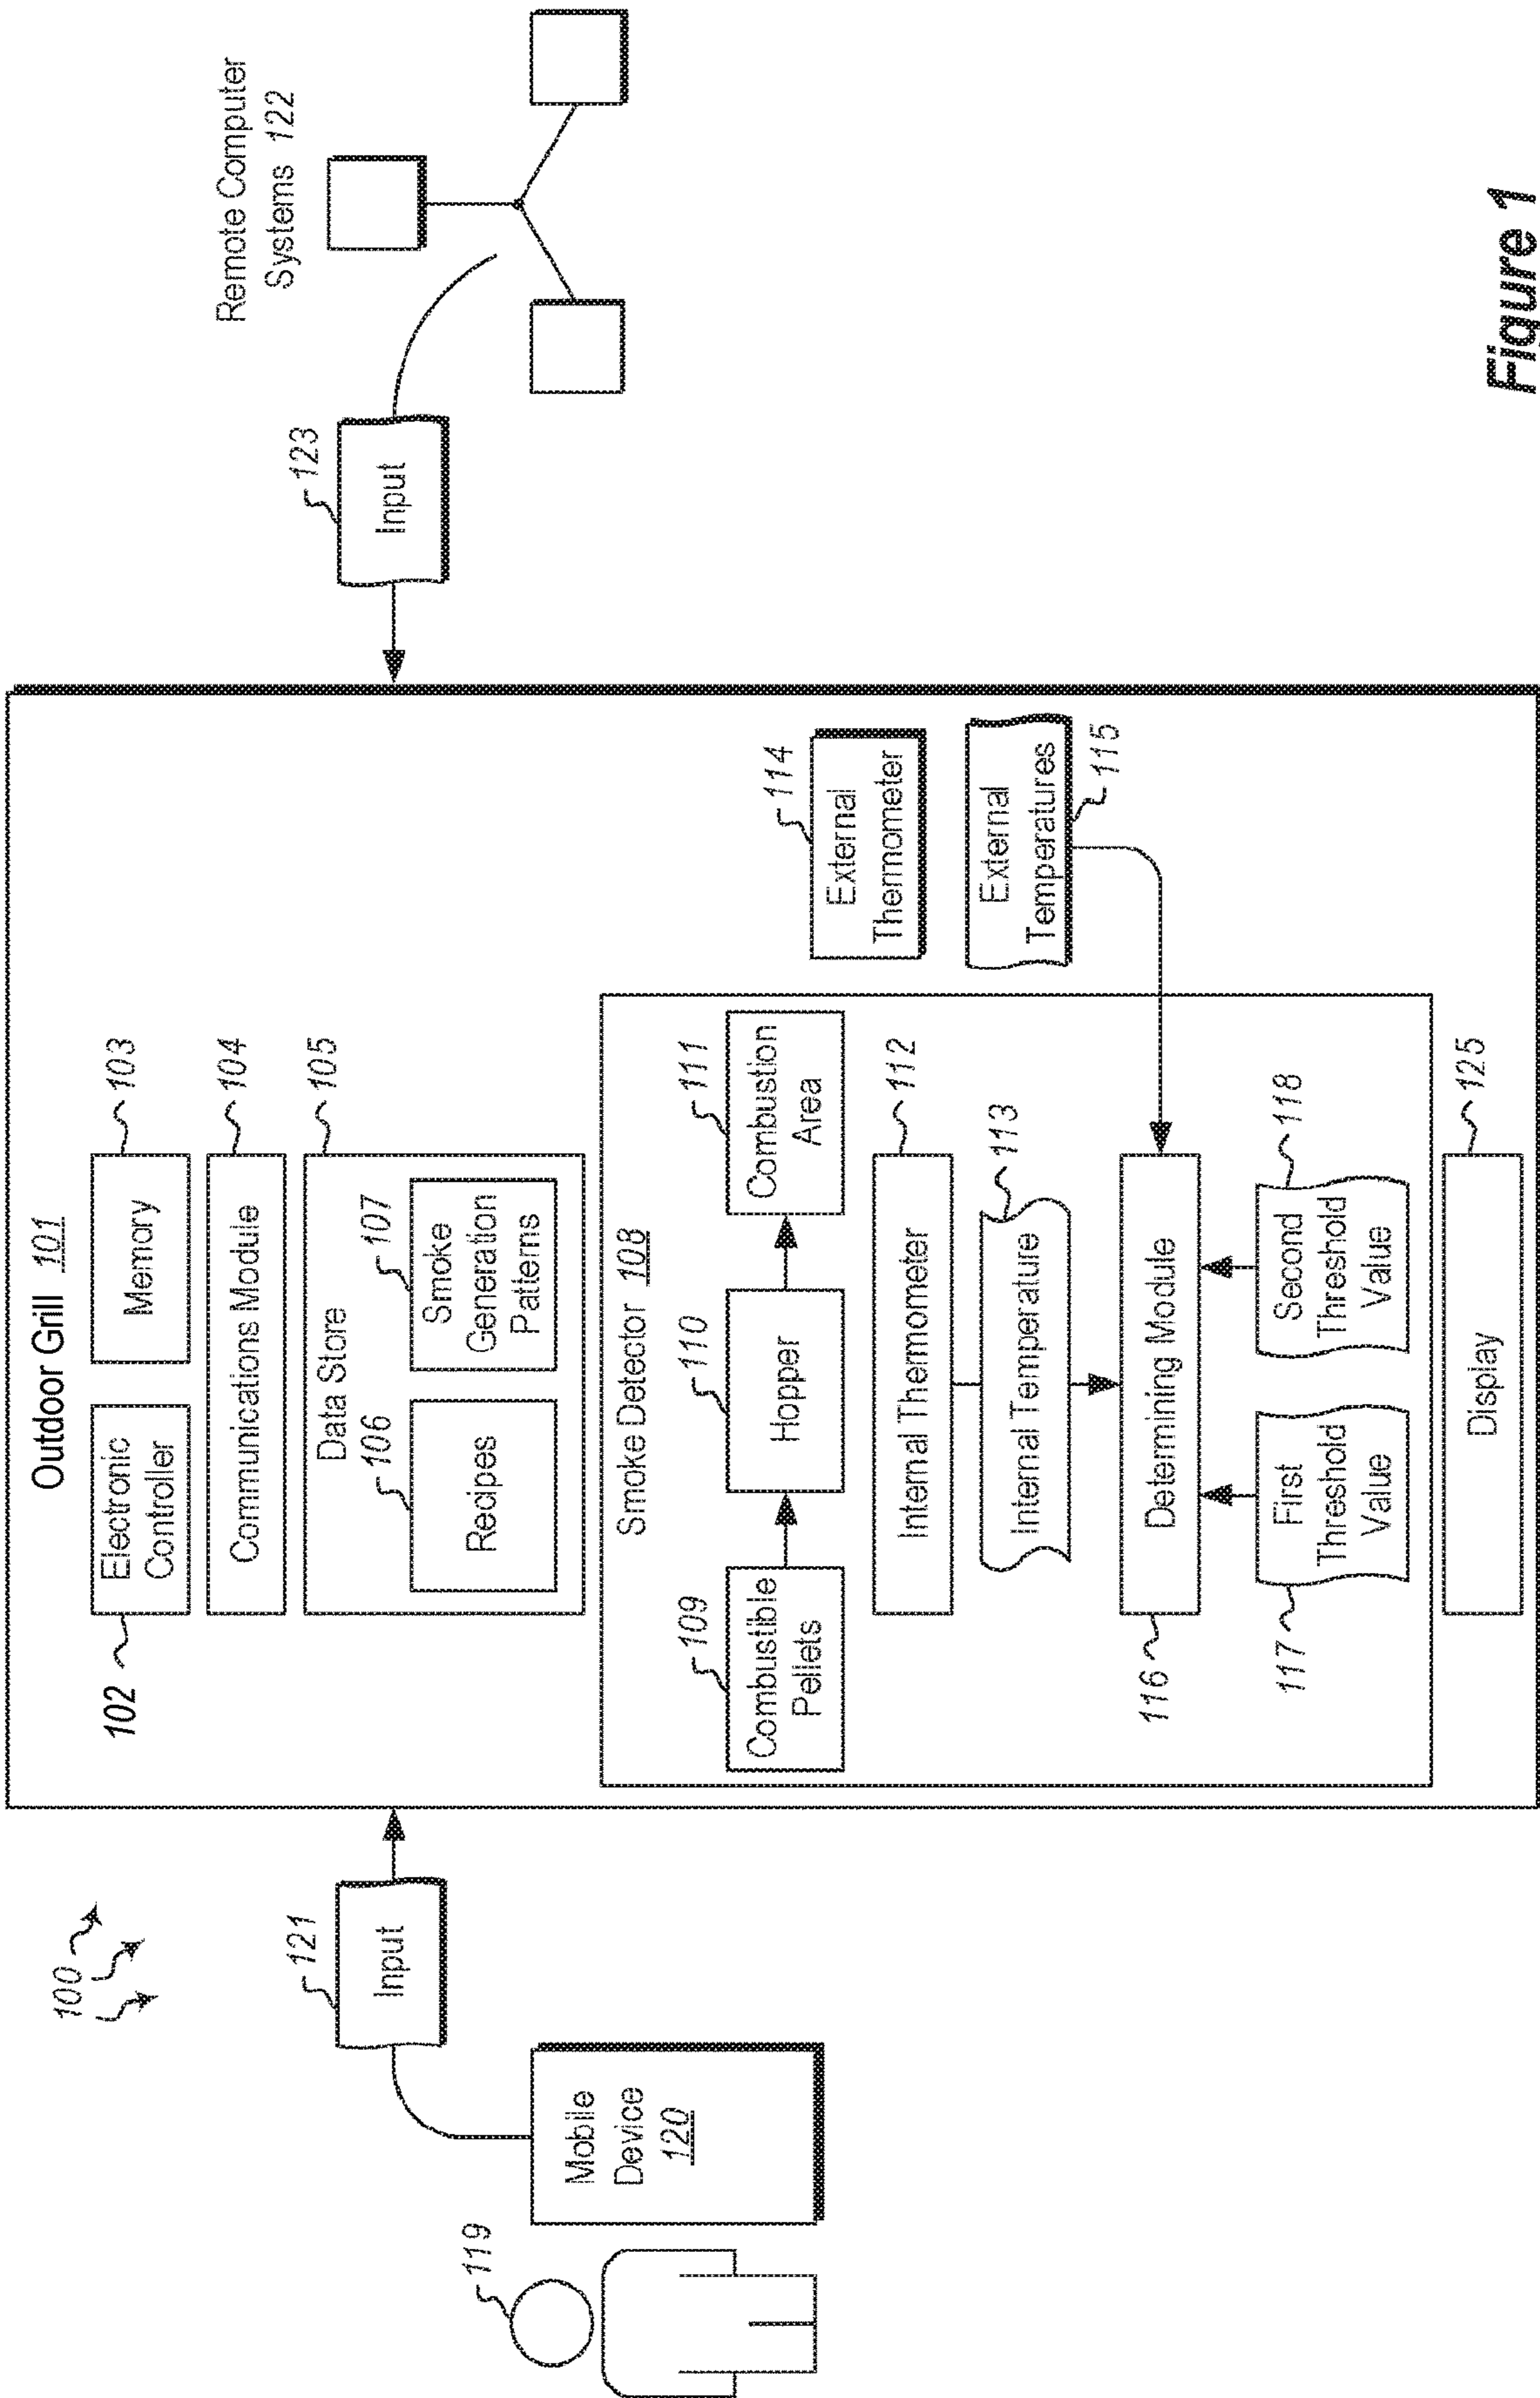 100
Outdoor Grill 101
Electronic
Controller
102
Memory
103
Communications Module
104
Data Store
105
Recipes
106
Smoke
Generation
Patterns
107
Smoke Detector 108
109
Combustible
Pellets
110
Hopper
111
Combustion
Area
Internal Thermometer
112
Internal Temperature
113
114
External
Thermometer
External
Temperatures
115
Determining Module
116
First
Threshold
Value
117
Second
Threshold
Value
118
Display
125
119
Mobile
Device
120
121
Input
123
Input
Remote Computer
Systems 122
Figure 1